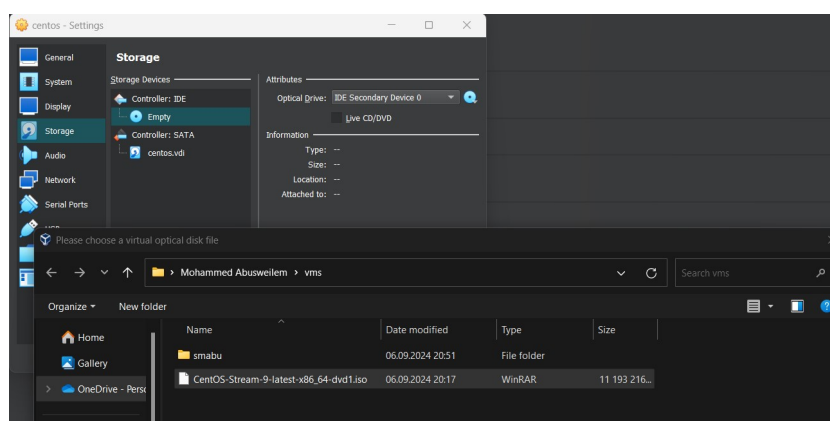 centos - Settings
General
System
Display
Storage
Audio
Network
Serial Ports
Storage
Storage Devices
Controller: IDE
Empty
Controller: SATA
centos.vdi
Attributes
Optical Drive: IDE Secondary Device 0
Live CD/DVD
Information
Type: --
Size: --
Location: --
Attached to: --
Please choose a virtual optical disk file
Mohammed Abusweilem > vms
Search vms
Organize New folder
Home
Gallery
OneDrive - Perso
Name Date modified Type Size
smabu 06.09.2024 20:51 File folder
CentOS-Stream-9-latest-x86_64-dvd1.iso 06.09.2024 20:17 WinRAR 11 193 216...